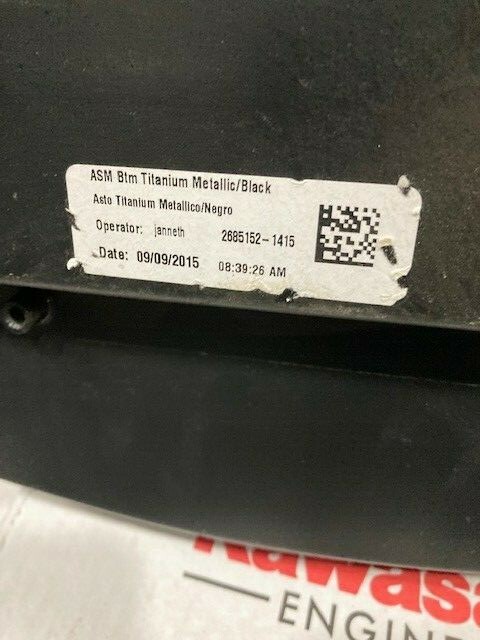 ASM Btm Titanium Metallic/Black
Asto Titanium Metallico/Negro
Operator: janneth 2685152-1415
Date: 09/09/2015 08:39:26 AM
Kawas
ENGIN